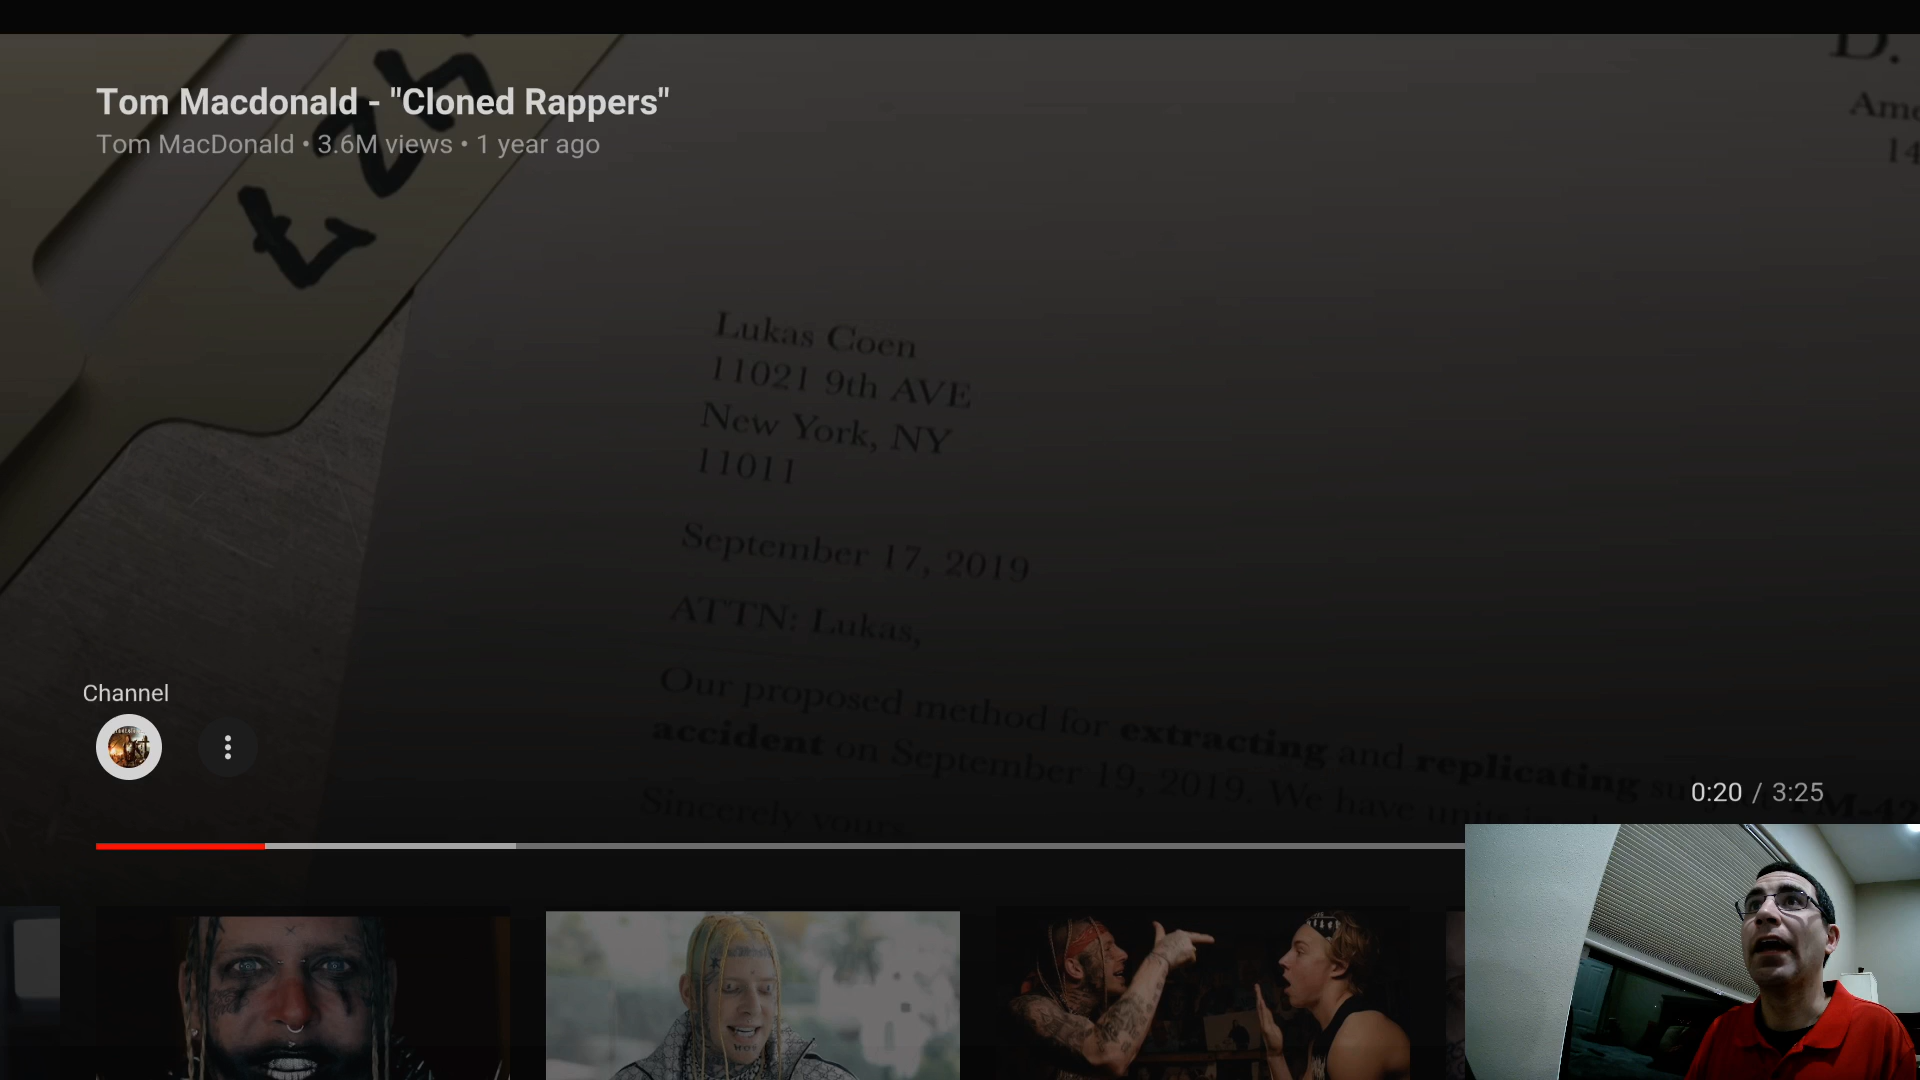 D.
Tom Macdonald - "Cloned Rappers"
Tom MacDonald • 3.6M views • 1 year ago
14
Lukas Coen
11021 9th AVE
New York, NY
11011
September 17, 2019
ATTN: Lukas,
Our proposed method for extracting and replicating
accident on September 19, 2019. We have units
Sincerely yours
Channel
0:20 / 3:25